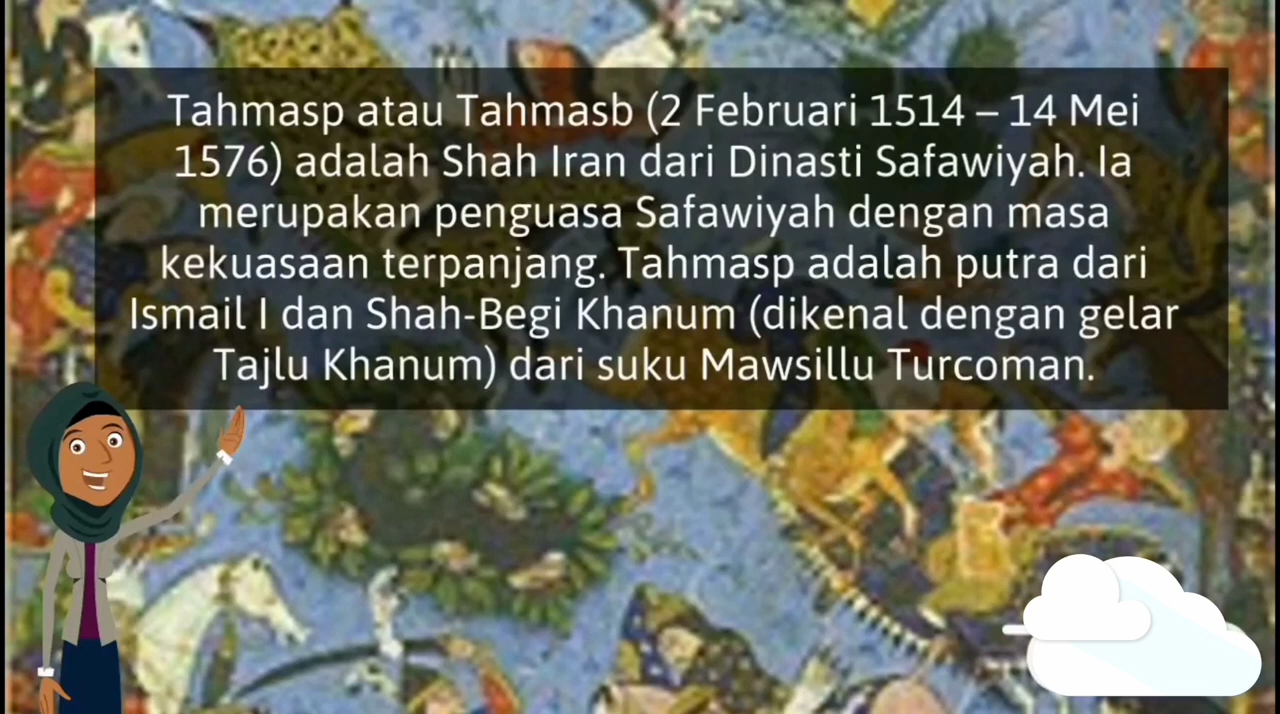 Tahmasp atau Tahmasb (2 Februari 1514 – 14 Mei
1576) adalah Shah Iran dari Dinasti Safawiyah. Ia
merupakan penguasa Safawiyah dengan masa
kekuasaan terpanjang. Tahmasp adalah putra dari
Ismail I dan Shah-Begi Khanum (dikenal dengan gelar
Tajlu Khanum) dari suku Mawsillu Turcoman.